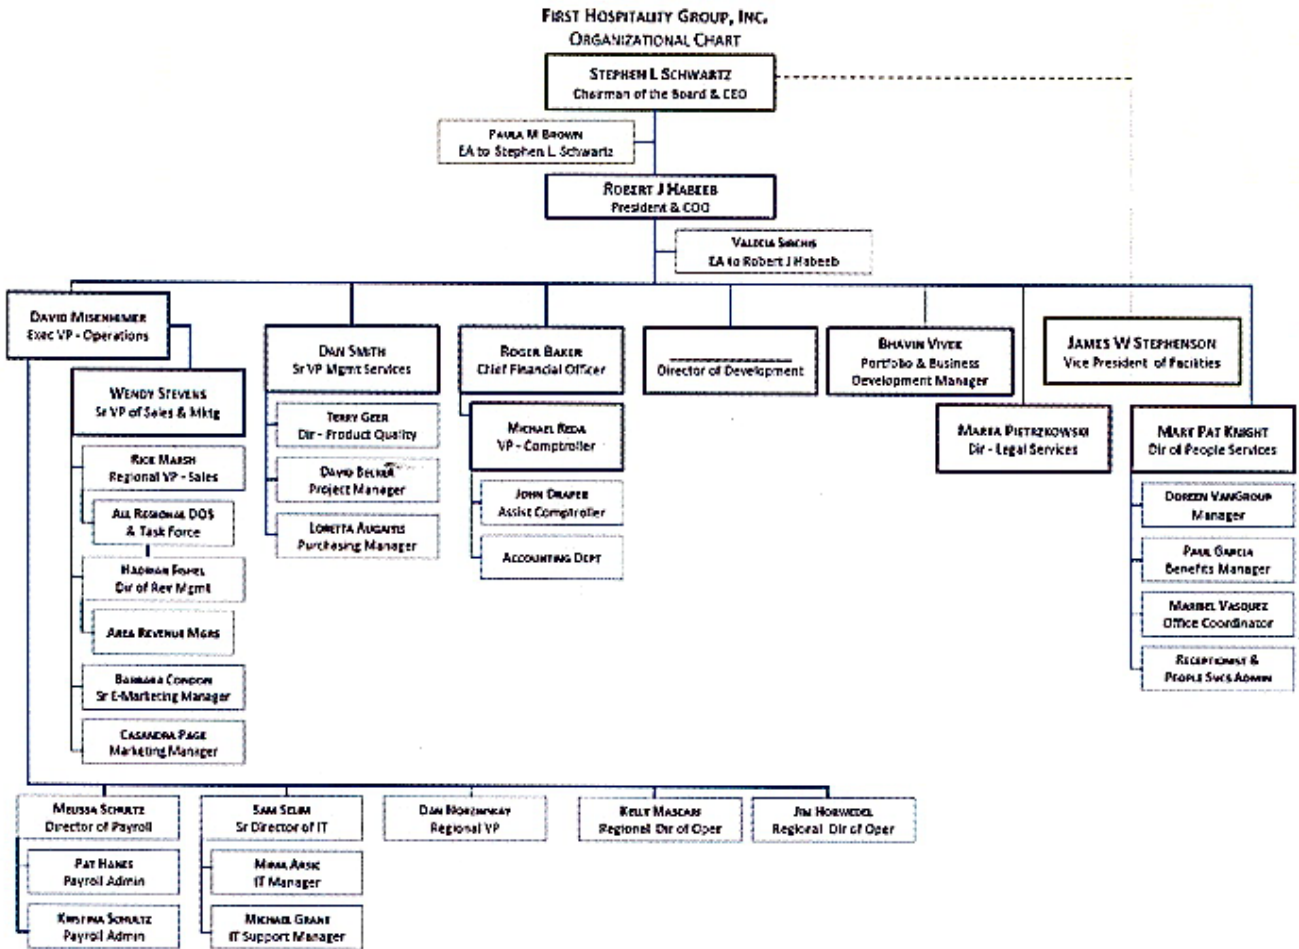 FIRST HOSPITALITY GROUP, INC.
ORGANIZATIONAL CHART
STEPHEN L SCHWARTZ
Chairman of the Board & CEO
PAULA M BROWN
EA to Stephen L Schwartz
ROBERT J HABEEB
President & COO
EA to Robert J Habeeb
DAVID MISENHEIMER
Exec VP - Operations
WENDY STEVENS
Sr VP of Sales & Mktg
RICK MARSH
Regional VP - Sales
ALL REGIONAL DOS
& Task Force
Dir of Rev Mgmt
AREA REVENUE MGRS
BARBARA CONDON
Sr E-Marketing Manager
CASANDRA PAGE
Marketing Manager
DAN SMITH
Sr VP Mgmt Services
TERRY GEER
Dir - Product Quality
DAVID BECKER
Project Manager
LORETTA AUGAITIS
Purchasing Manager
ROGER BAKER
Chief Financial Officer
MICHAEL REDA
VP - Comptroller
JOHN DRAPER
Assist Comptroller
ACCOUNTING DEPT
Director of Development
BHAVIN VIVEK
Portfolio & Business
Development Manager
Dir - Legal Services
JAMES W STEPHENSON
Vice President of Facilities
MARY PAT KNIGHT
Dir of People Services
DOREEN VANGROUP
Manager
PAUL GARCIA
Benefits Manager
MARIBEL VASQUEZ
Office Coordinator
RECEPTIONIST &
PEOPLE SVCS ADMIN
MELISSA SCHULTZ
Director of Payroll
PAT HANES
Payroll Admin
KRISTINA SCHULTZ
Payroll Admin
SAM SELIM
Sr Director of IT
IT Manager
MICHAEL GRANT
IT Support Manager
DAN
Regional VP
KELLY
Regional Dir of Oper
JIM HORWEDEL
Regional Dir of Oper